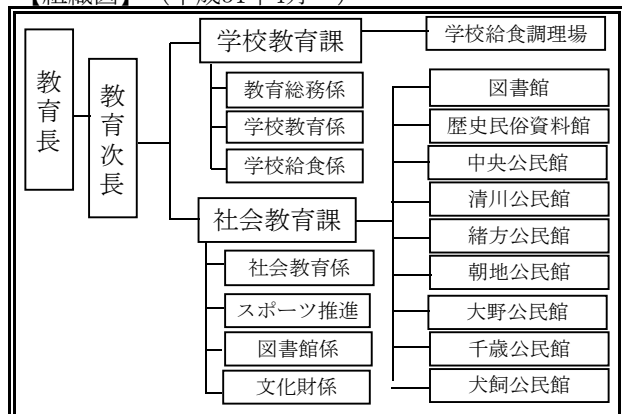 教育長
教育次長
学校教育課
教育総務係
学校教育係
学校給食係
学校給食調理場
社会教育課
社会教育係
スポーツ推進
図書館係
文化財係
図書館
歴史民俗資料館
中央公民館
清川公民館
緒方公民館
朝地公民館
大野公民館
千歳公民館
犬飼公民館